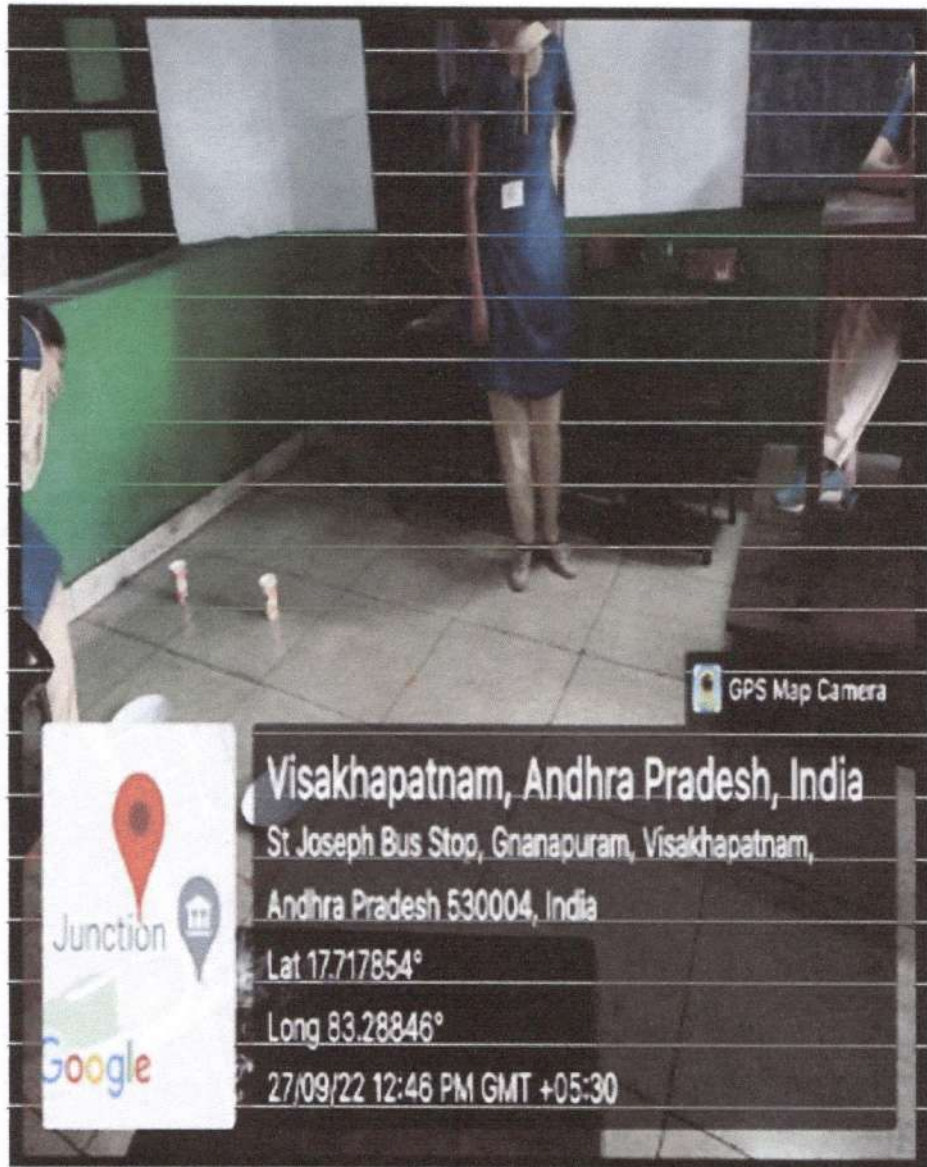 GPS Map Camera
Visakhapatnam, Andhra Pradesh, India
St Joseph Bus Stop, Gnanapuram, Visakhapatnam,
Andhra Pradesh 530004, India
Lat 17.717854°
Long 83.28846°
27/09/22 12:46 PM GMT +05:30
Junction
Google